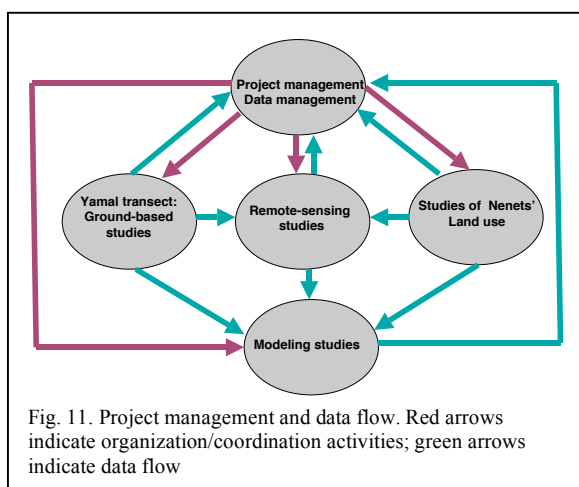 Project management
Data management
Yamal transect:
Ground-based
studies
Remote-sensing
studies
Studies of Nenets'
Land use
Modeling studies
Fig. 11. Project management and data flow. Red arrows
indicate organization/coordination activities; green arrows
indicate data flow